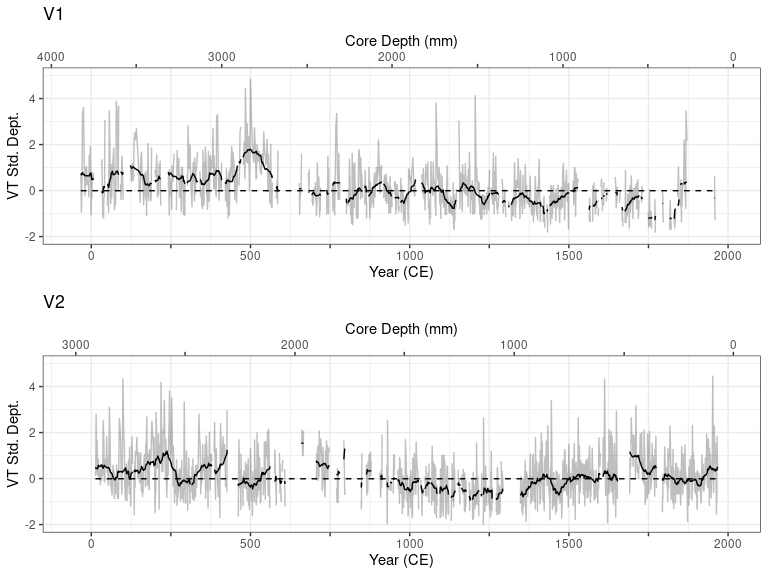 V1
Core Depth (mm)
4000 3000 2000 1000 0
VT Std. Dept.
4
2
0
-2
0 500 1000 1500 2000
Year (CE)
V2
Core Depth (mm)
3000 2000 1000 0
VT Std. Dept.
4
2
0
-2
0 500 1000 1500 2000
Year (CE)